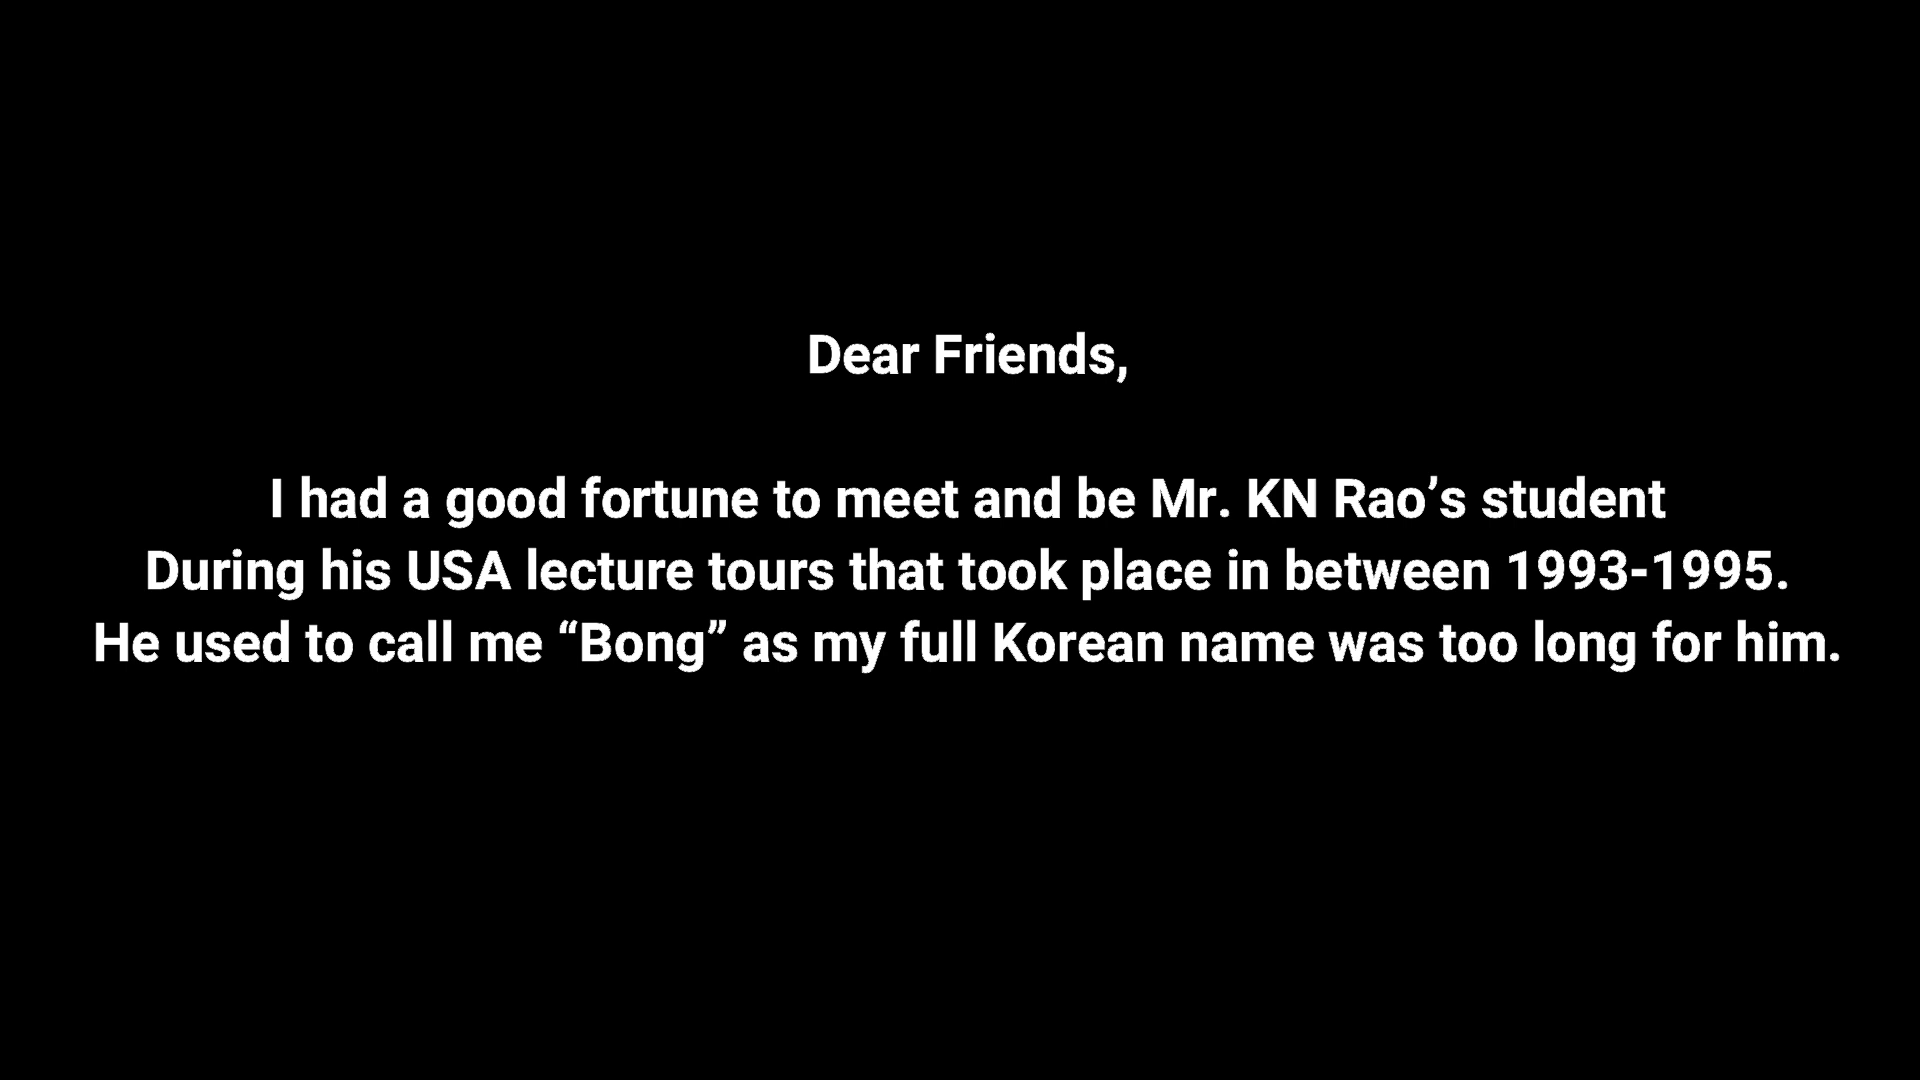 Dear Friends,
I had a good fortune to meet and be Mr. KN Rao’s student
During his USA lecture tours that took place in between 1993-1995.
He used to call me “Bong” as my full Korean name was too long for him.